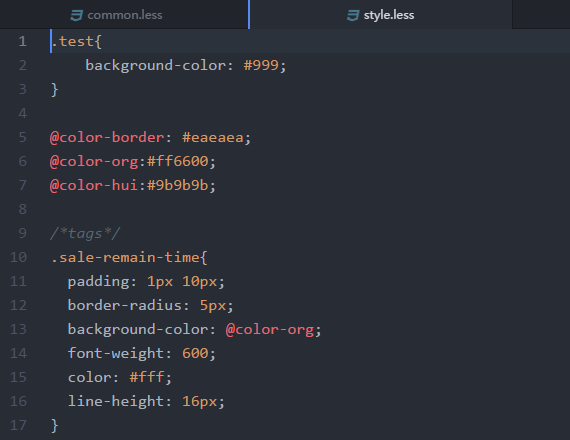 common.less
style.less
1 .test{
2     background-color: #999;
3 }
4
5 @color-border: #eaeaea;
6 @color-org:#ff6600;
7 @color-hui:#9b9b9b;
8
9 /*tags*/
10 .sale-remain-time{
11   padding: 1px 10px;
12   border-radius: 5px;
13   background-color: @color-org;
14   font-weight: 600;
15   color: #fff;
16   line-height: 16px;
17 }